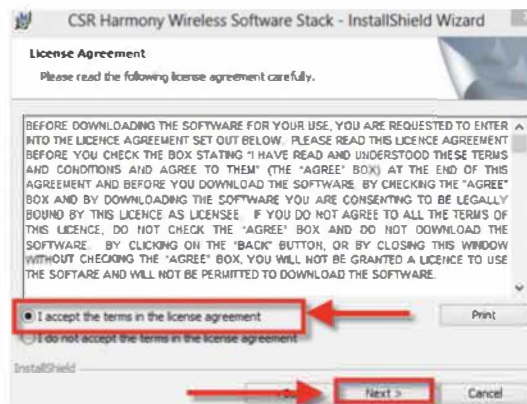 CSR Harmony Wireless Software Stack - InstallShield Wizard
License Agreement
Please read the following license agreement carefully.
BEFORE DOWNLOADING THE SOFTWARE FOR YOUR USE, YOU ARE REQUESTED TO ENTER
INTO THE LICENCE AGREEMENT SET OUT BELOW. PLEASE READ THIS LICENCE AGREEMENT
BEFORE YOU CHECK THE BOX STATING "I HAVE READ AND UNDERSTOOD THESE TERMS
AND CONDITIONS AND AGREE TO THEM" (THE "AGREE" BOX) AT THE END OF THIS
AGREEMENT AND BEFORE YOU DOWNLOAD THE SOFTWARE. BY CHECKING THE "AGREE"
BOX AND BY DOWNLOADING THE SOFTWARE YOU ARE CONSENTING TO BE LEGALLY
BOUND BY THIS LICENCE AS LICENSEE. IF YOU DO NOT AGREE TO ALL THE TERMS OF
THIS LICENCE, DO NOT CHECK THE "AGREE" BOX AND DO NOT DOWNLOAD THE
SOFTWARE. BY CLICKING ON THE "BACK" BUTTON, OR BY CLOSING THIS WINDOW
WITHOUT CHECKING THE "AGREE" BOX, YOU WILL NOT BE GRANTED A LICENCE TO USE
THE SOFTARE AND WILL NOT BE PERMITTED TO DOWNLOAD THE SOFTWARE.
I accept the terms in the license agreement
Print
I do not accept the terms in the license agreement
InstallShield
Next >
Cancel